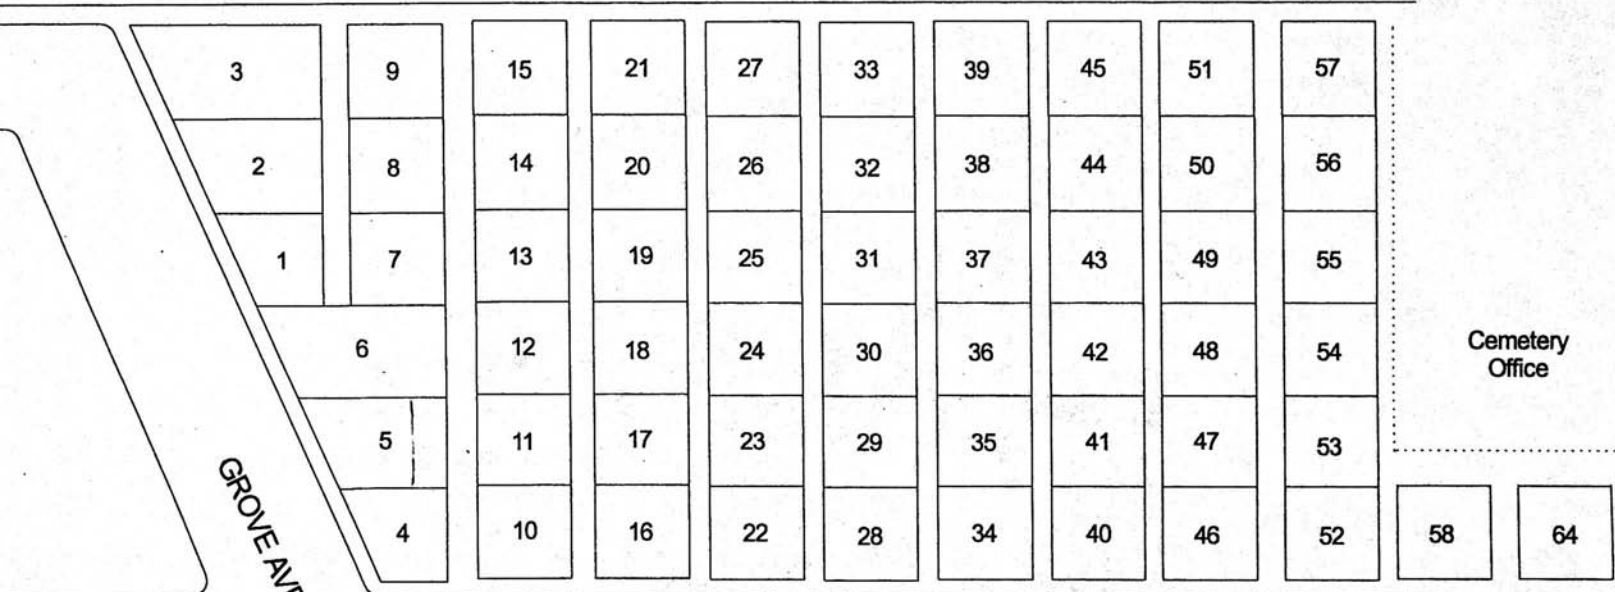 3 9 15 21 27 33 39 45 51 57
2 8 14 20 26 32 38 44 50 56
1 7 13 19 25 31 37 43 49 55
6 12 18 24 30 36 42 48 54
Cemetery
Office
5 11 17 23 29 35 41 47 53
4 10 16 22 28 34 40 46 52 58 64
GROVE AVE